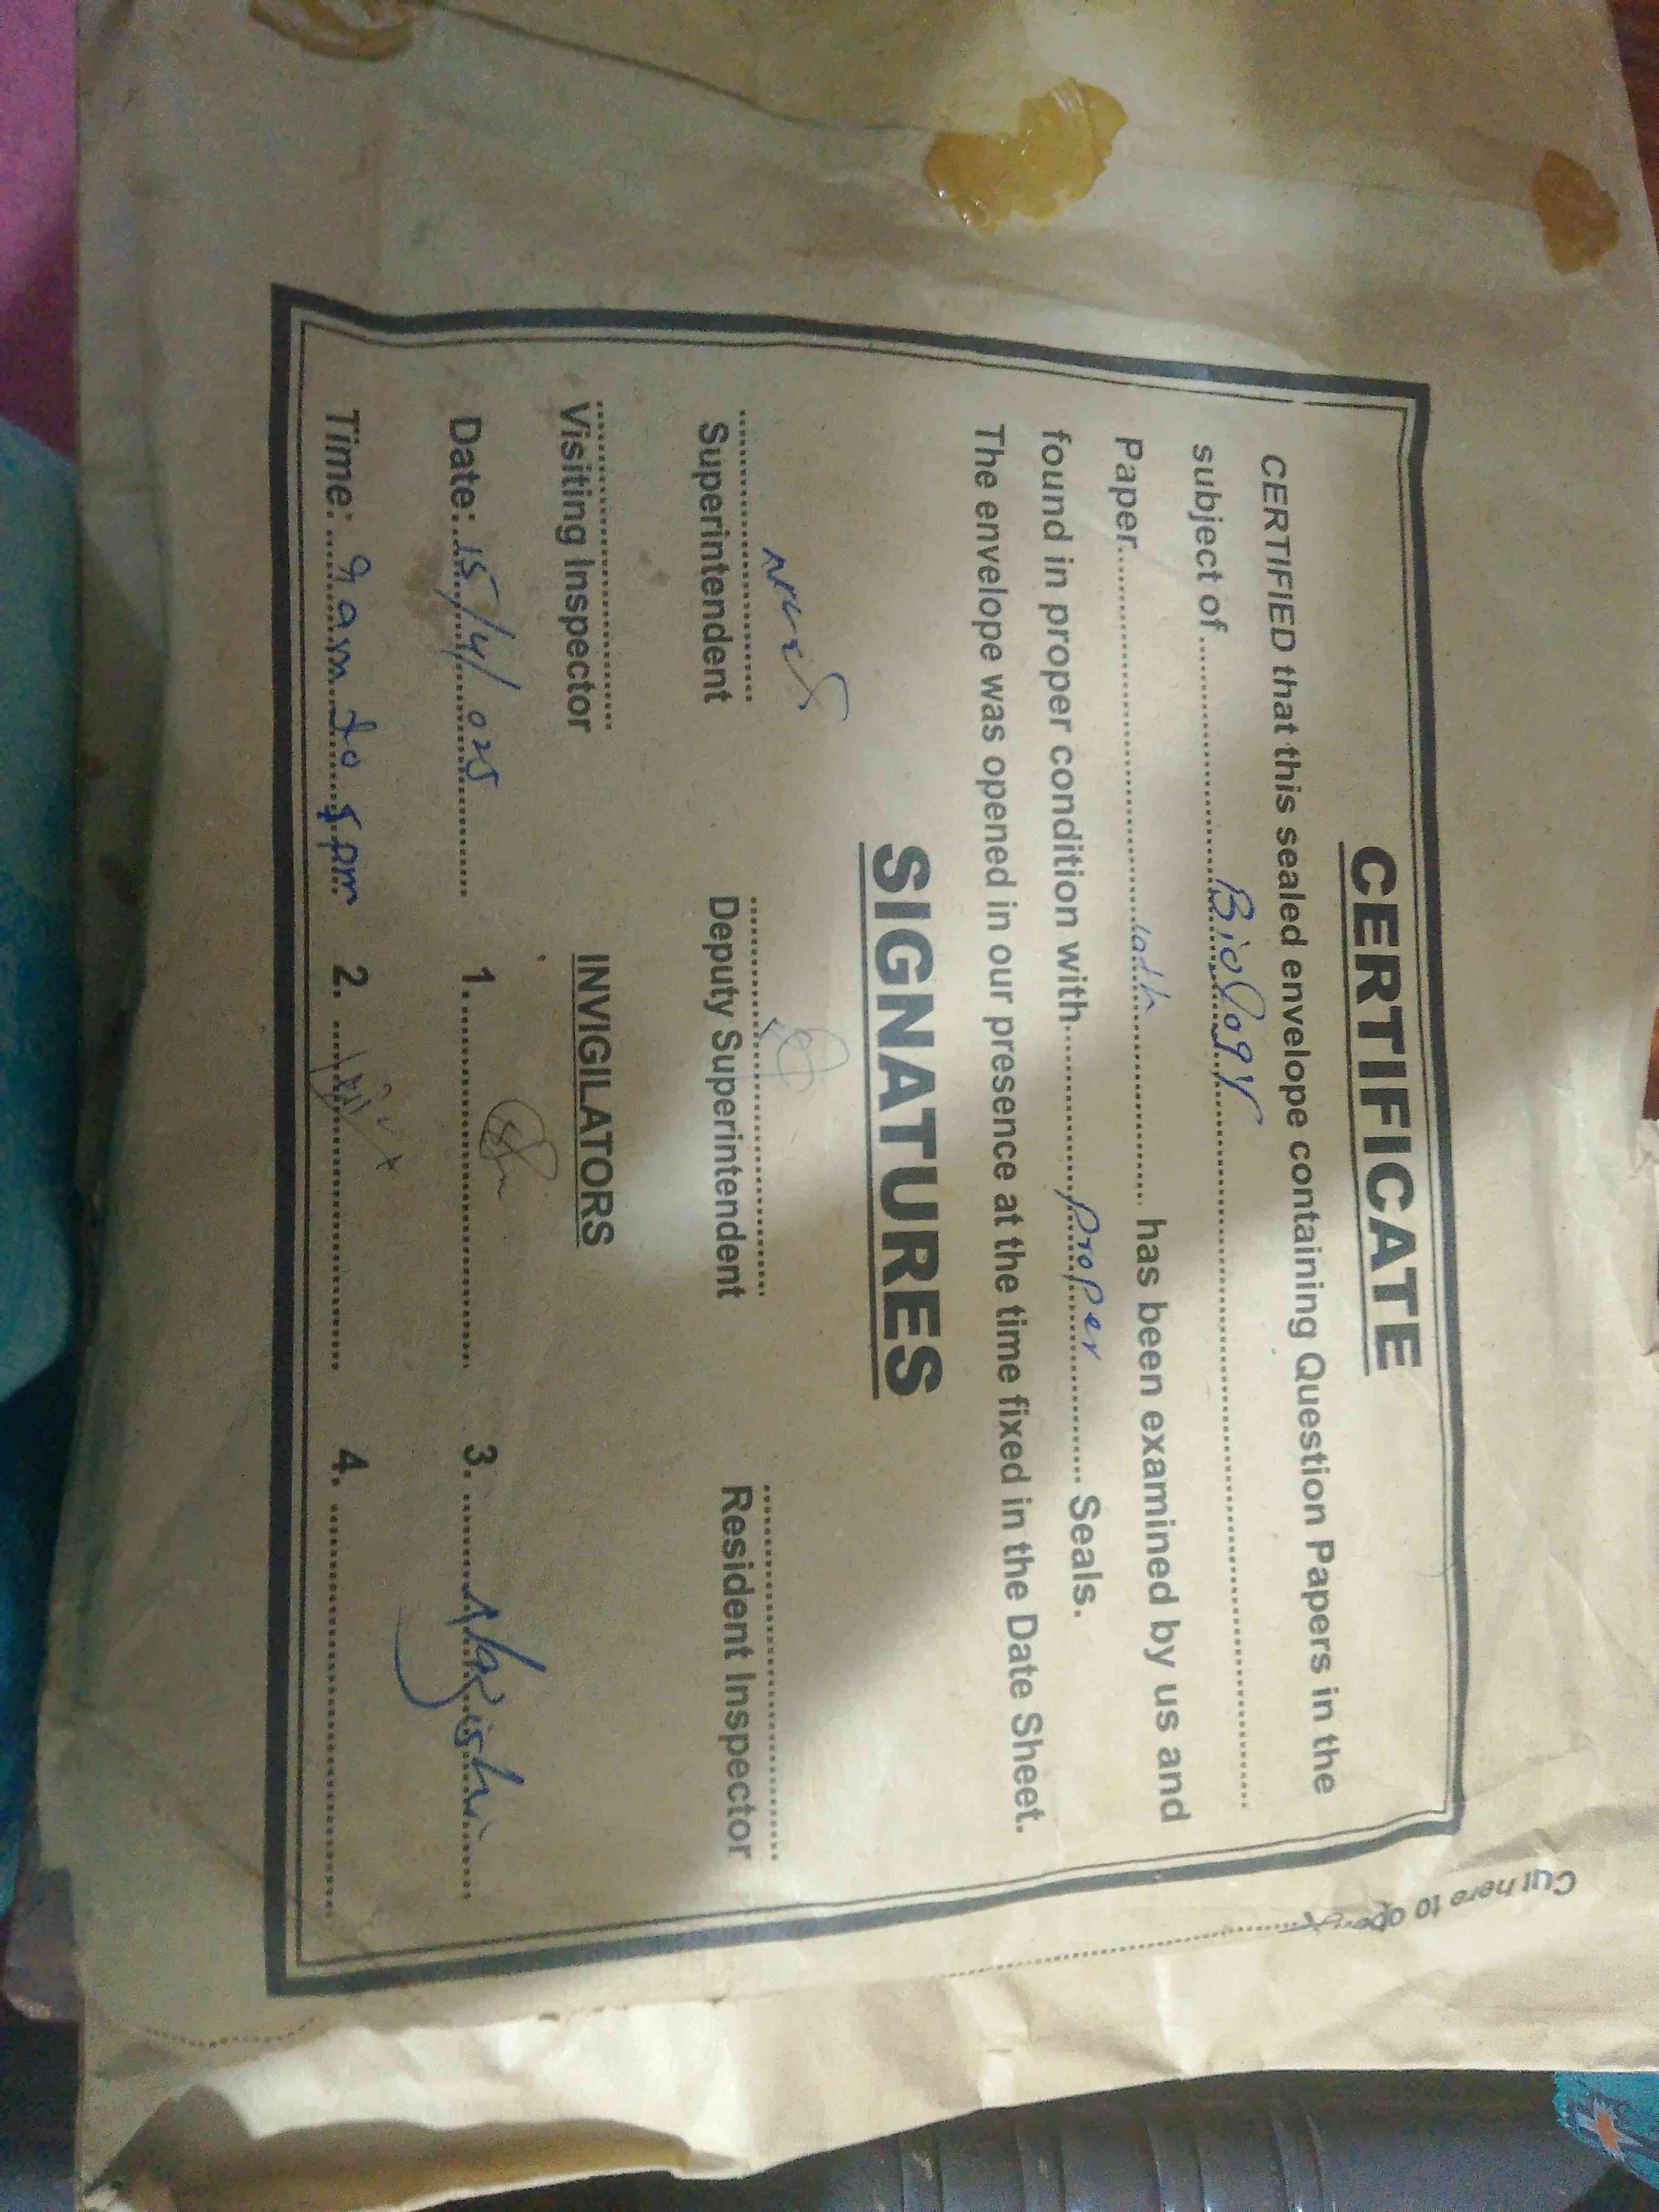 CERTIFICATE
CERTIFIED that this sealed envelope containing Question Papers in the
subject of .......... Biology ..........
Paper .................... has been examined by us and
found in proper condition with .......... proper .......... Seals.
The envelope was opened in our presence at the time fixed in the Date Sheet.
SIGNATURES
Superintendent Deputy Superintendent Resident Inspector
Visiting Inspector INVIGILATORS
Date: 15/4/025 1. .......... 3. ..........
Time: 9 am to 5 pm 2. .......... 4. ..........
Cut here to open